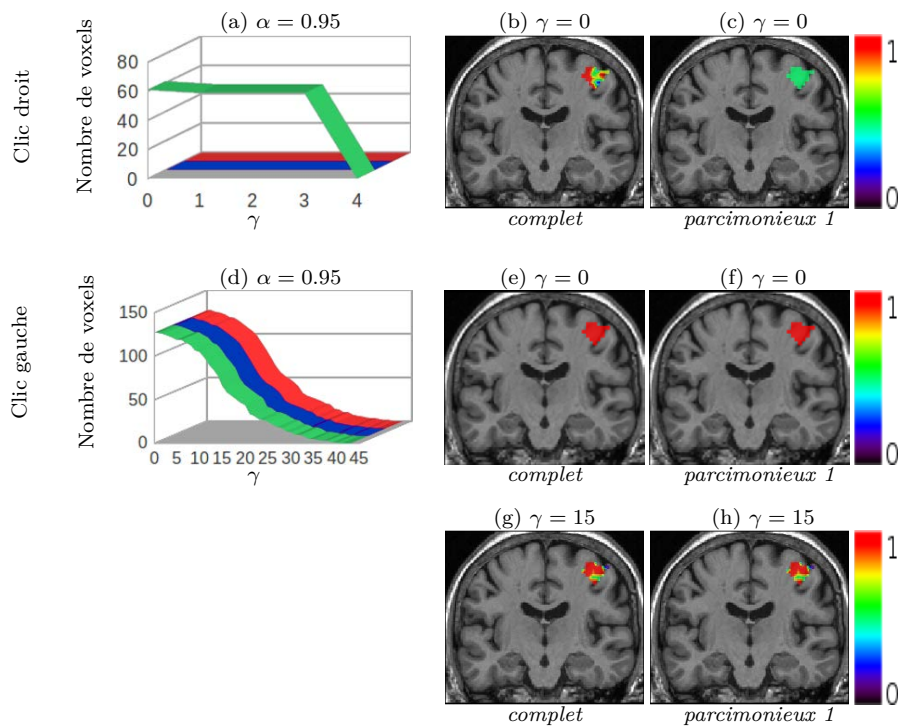 (a) α = 0.95
(b) γ = 0
(c) γ = 0
Clic droit
Nombre de voxels
80
60
40
20
0
0 1 2 3 4
γ
complet
parcimonieux 1
1
0
(d) α = 0.95
(e) γ = 0
(f) γ = 0
Clic gauche
Nombre de voxels
150
100
50
0
0 5 10 15 20 25 30 35 40 45
γ
complet
parcimonieux 1
1
0
(g) γ = 15
(h) γ = 15
complet
parcimonieux 1
1
0